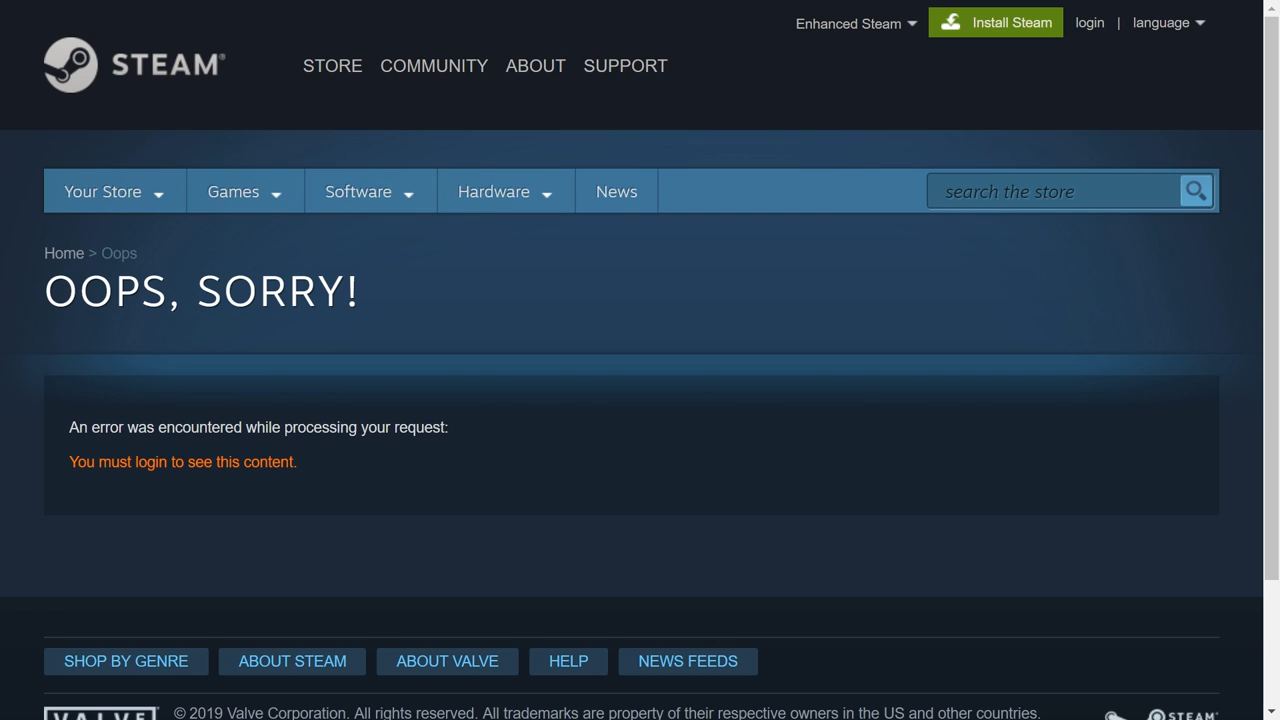 Enhanced Steam
Install Steam
login | language
STEAM®
STORE COMMUNITY ABOUT SUPPORT
Your Store Games Software Hardware News
search the store
Home > Oops
OOPS, SORRY!
An error was encountered while processing your request:
You must login to see this content.
SHOP BY GENRE ABOUT STEAM ABOUT VALVE HELP NEWS FEEDS
VALVE © 2019 Valve Corporation. All rights reserved. All trademarks are property of their respective owners in the US and other countries. STEAM